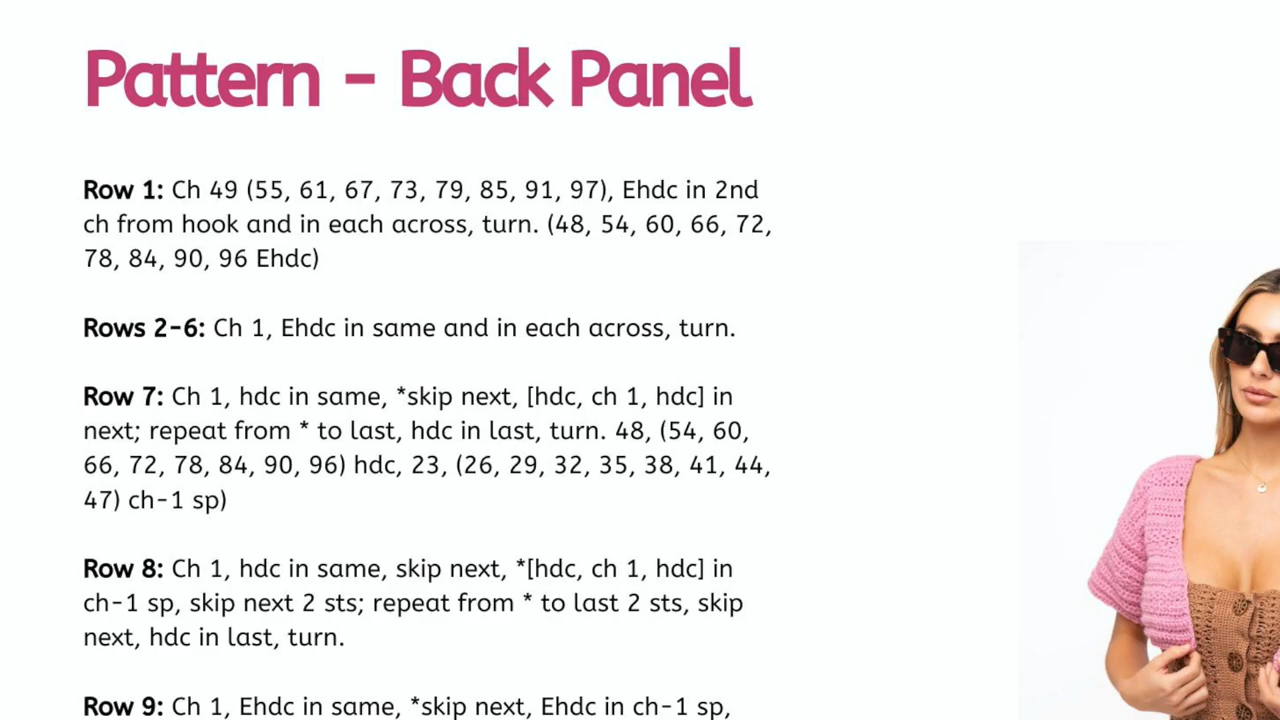 Pattern - Back Panel
Row 1: Ch 49 (55, 61, 67, 73, 79, 85, 91, 97), Ehdc in 2nd
ch from hook and in each across, turn. (48, 54, 60, 66, 72,
78, 84, 90, 96 Ehdc)
Rows 2-6: Ch 1, Ehdc in same and in each across, turn.
Row 7: Ch 1, hdc in same, *skip next, [hdc, ch 1, hdc] in
next; repeat from * to last, hdc in last, turn. 48, (54, 60,
66, 72, 78, 84, 90, 96) hdc, 23, (26, 29, 32, 35, 38, 41, 44,
47) ch-1 sp)
Row 8: Ch 1, hdc in same, skip next, *[hdc, ch 1, hdc] in
ch-1 sp, skip next 2 sts; repeat from * to last 2 sts, skip
next, hdc in last, turn.
Row 9: Ch 1, Ehdc in same, *skip next, Ehdc in ch-1 sp,